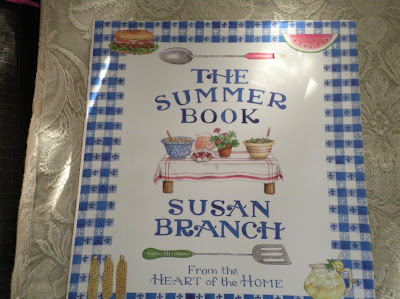 THE
SUMMER
BOOK
SUSAN
BRANCH
From the
HEART of the HOME